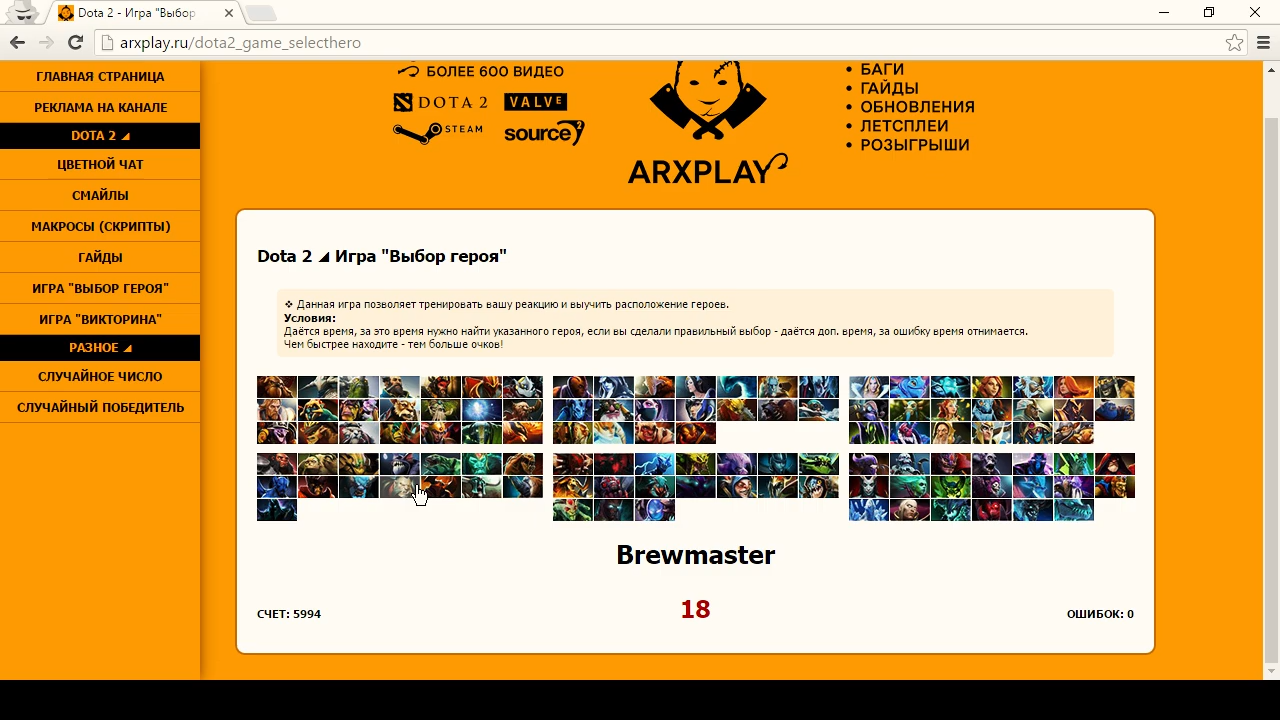 Dota 2 - Игра "Выбор
arxplay.ru/dota2_game_selecthero
ГЛАВНАЯ СТРАНИЦА
РЕКЛАМА НА КАНАЛЕ
DOTA 2
ЦВЕТНОЙ ЧАТ
СМАЙЛЫ
МАКРОСЫ (СКРИПТЫ)
ГАЙДЫ
ИГРА "ВЫБОР ГЕРОЯ"
ИГРА "ВИКТОРИНА"
РАЗНОЕ
СЛУЧАЙНОЕ ЧИСЛО
СЛУЧАЙНЫЙ ПОБЕДИТЕЛЬ
БОЛЕЕ 600 ВИДЕО
DOTA 2 VALVE
STEAM source 2
ARXPLAY
• БАГИ
• ГАЙДЫ
• ОБНОВЛЕНИЯ
• ЛЕТСПЛЕИ
• РОЗЫГРЫШИ
Dota 2 ◢ Игра "Выбор героя"
❖ Данная игра позволяет тренировать вашу реакцию и выучить расположение героев.
Условия:
Даётся время, за это время нужно найти указанного героя, если вы сделали правильный выбор - даётся доп. время, за ошибку время отнимается.
Чем быстрее находите - тем больше очков!
Brewmaster
СЧЕТ: 5994
18
ОШИБОК: 0